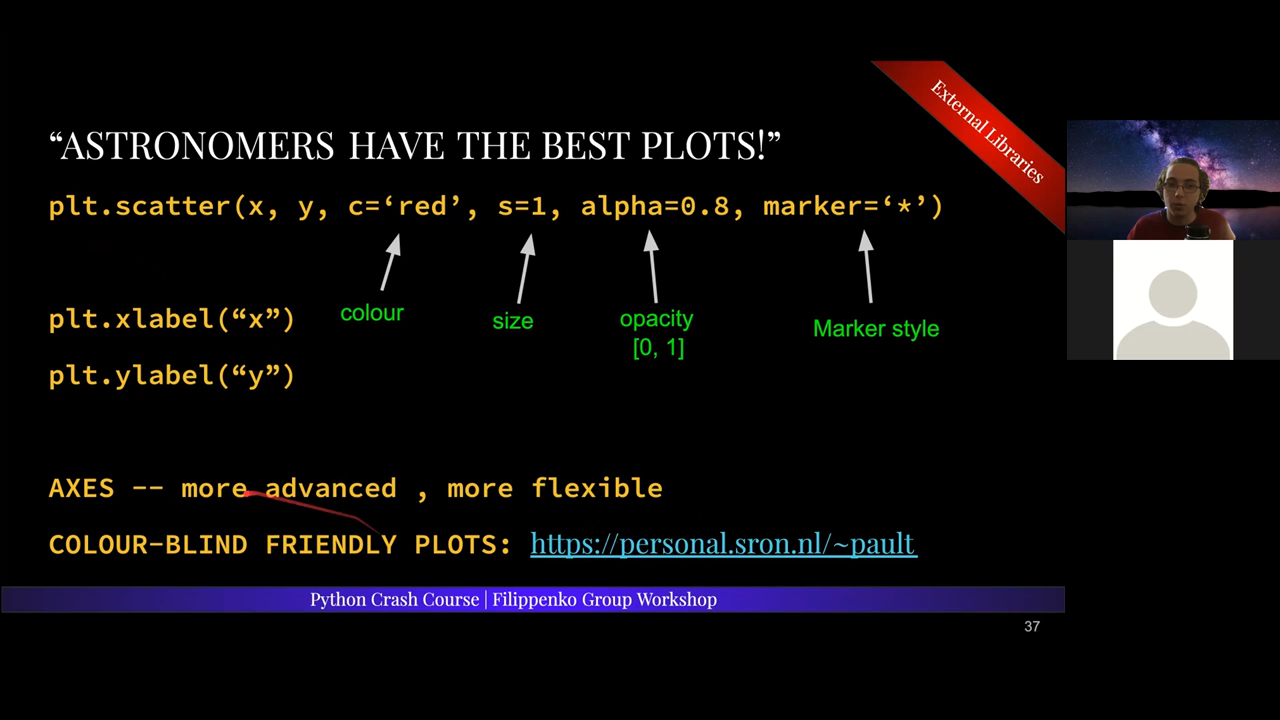 “ASTRONOMERS HAVE THE BEST PLOTS!”
External Libraries
plt.scatter(x, y, c=‘red’, s=1, alpha=0.8, marker=‘*’)
colour
size
opacity
[0, 1]
Marker style
plt.xlabel(“x”)
plt.ylabel(“y”)
AXES -- more advanced , more flexible
COLOUR-BLIND FRIENDLY PLOTS: https://personal.sron.nl/~pault
Python Crash Course | Filippenko Group Workshop
37